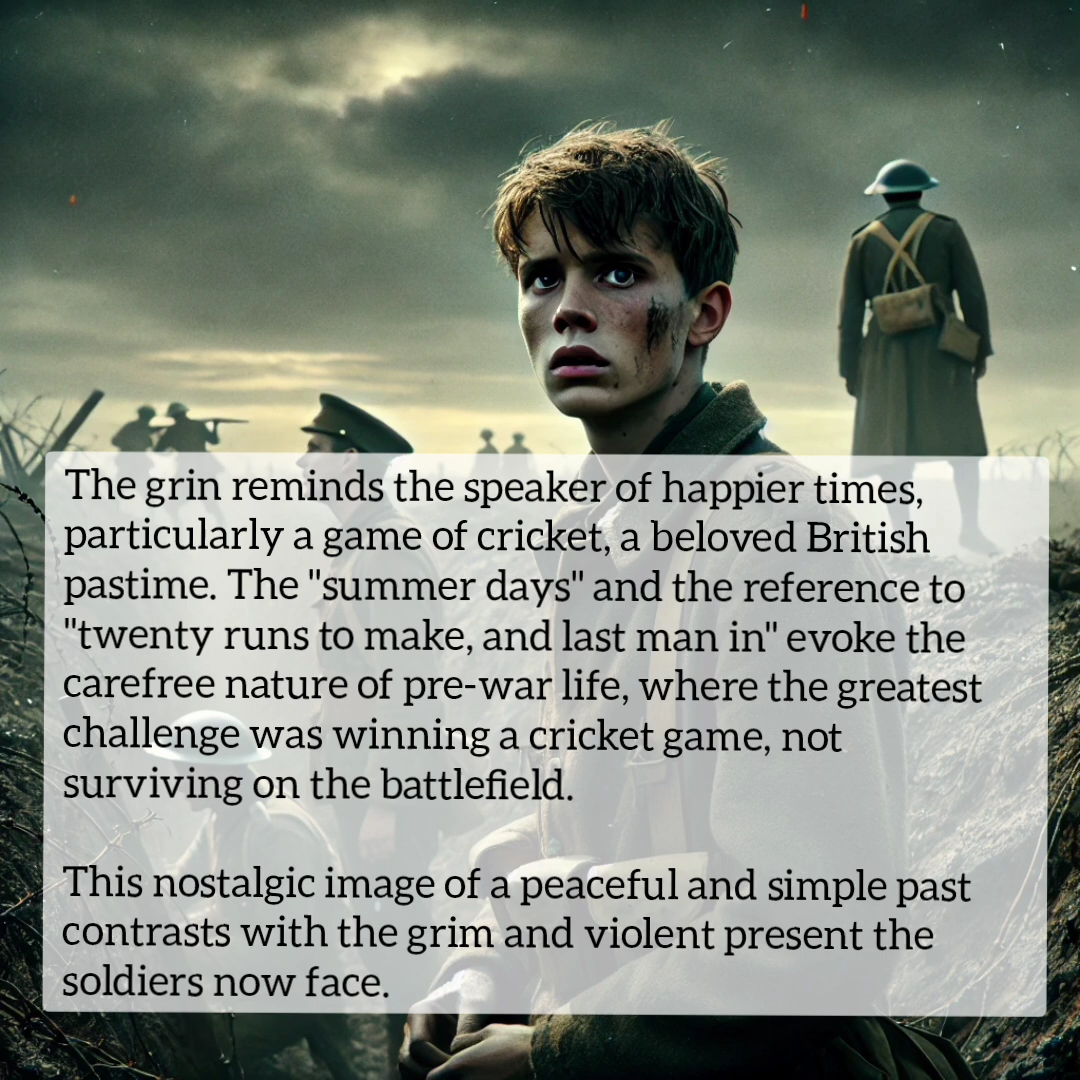 The grin reminds the speaker of happier times,
particularly a game of cricket, a beloved British
pastime. The "summer days" and the reference to
"twenty runs to make, and last man in" evoke the
carefree nature of pre-war life, where the greatest
challenge was winning a cricket game, not
surviving on the battlefield.
This nostalgic image of a peaceful and simple past
contrasts with the grim and violent present the
soldiers now face.